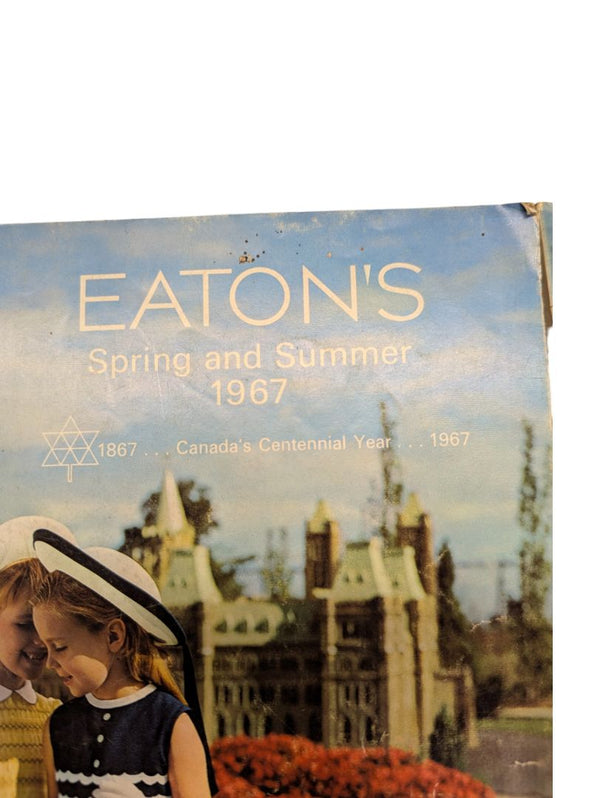 EATON'S
Spring and Summer
1967
1867 . . . Canada's Centennial Year . . . 1967